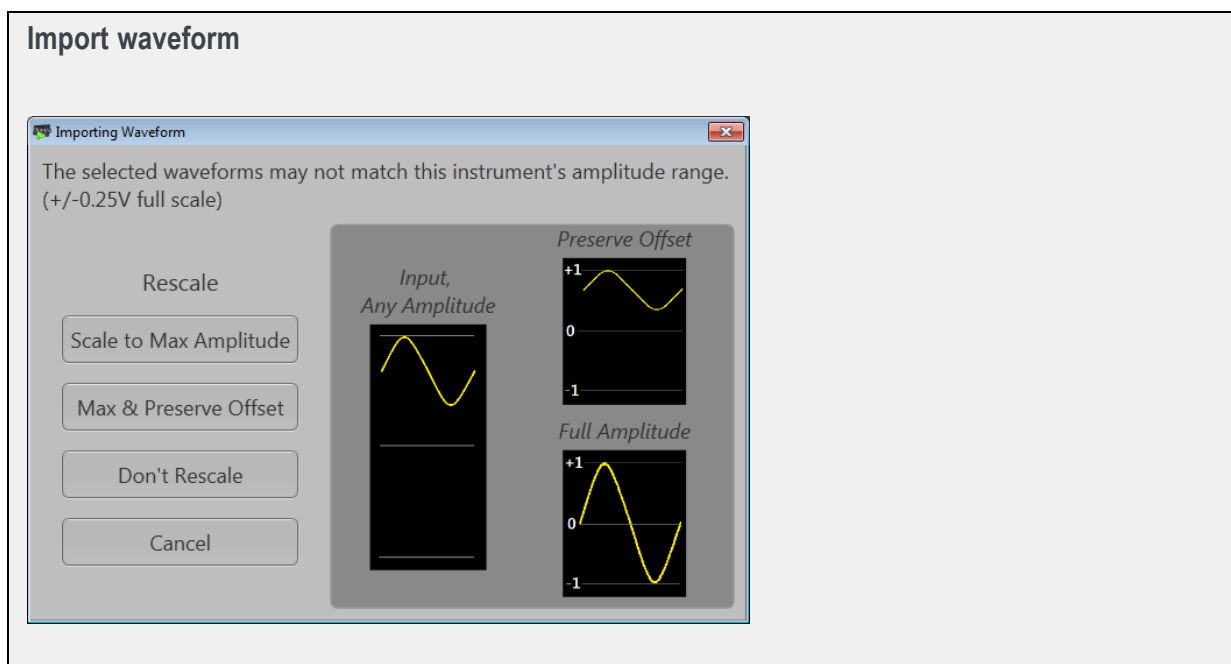 Import waveform
Importing Waveform
The selected waveforms may not match this instrument's amplitude range.
(+/-0.25V full scale)
Rescale
Scale to Max Amplitude
Max & Preserve Offset
Don't Rescale
Cancel
Input,
Any Amplitude
Preserve Offset
+1
0
-1
Full Amplitude
+1
0
-1